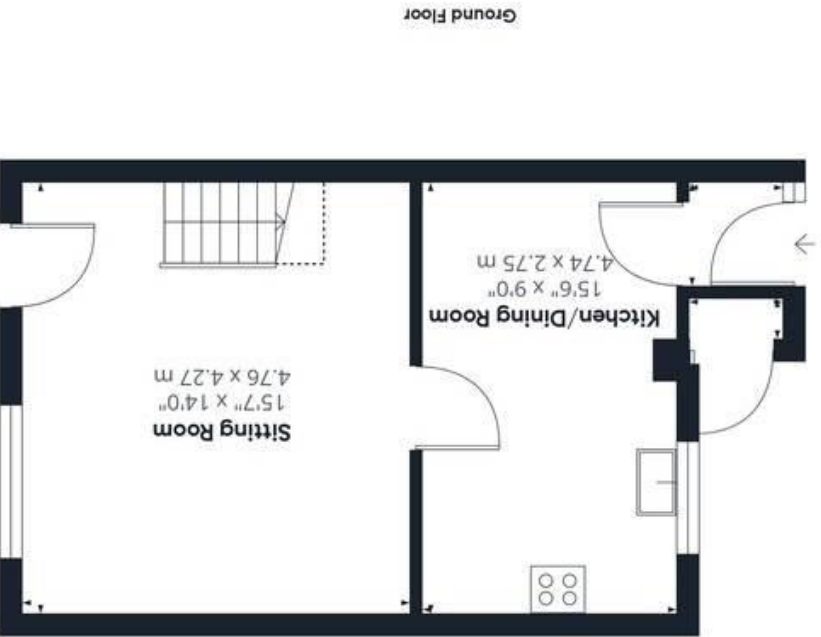 Sitting Room
15'7" x 14'0"
4.76 x 4.27 m
Kitchen/Dining Room
15'6" x 9'0"
4.74 x 2.75 m
Ground Floor